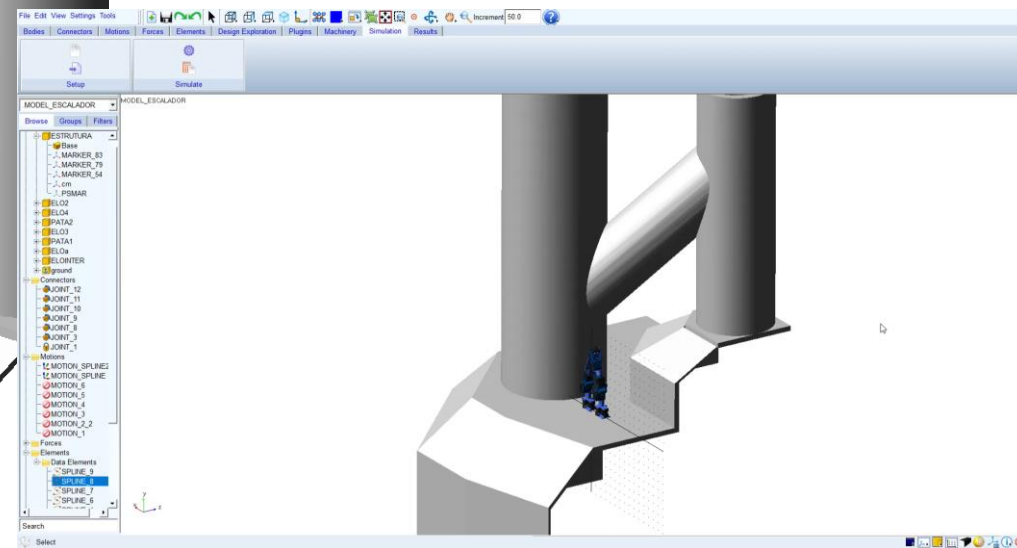 File Edit View Settings Tools
Increment 50.0
Bodies Connectors Motions Forces Elements Design Exploration Plugins Machinery Simulation Results
Setup Simulate
MODEL_ESCALADOR
MODEL_ESCALADOR
Browse Groups Filters
ESTRUTURA
Base
MARKER_83
MARKER_79
MARKER_54
cm
PSMAR
ELO2
ELO4
PATA2
ELO3
PATA1
ELOa
ELOINTER
ground
Connectors
JOINT_12
JOINT_11
JOINT_10
JOINT_9
JOINT_8
JOINT_3
JOINT_1
Motions
MOTION_SPLINE2
MOTION_SPLINE
MOTION_6
MOTION_5
MOTION_4
MOTION_3
MOTION_2_2
MOTION_1
Forces
Elements
Data Elements
SPLINE_9
SPLINE_8
SPLINE_7
SPLINE_6
Search
Select
y
x
z